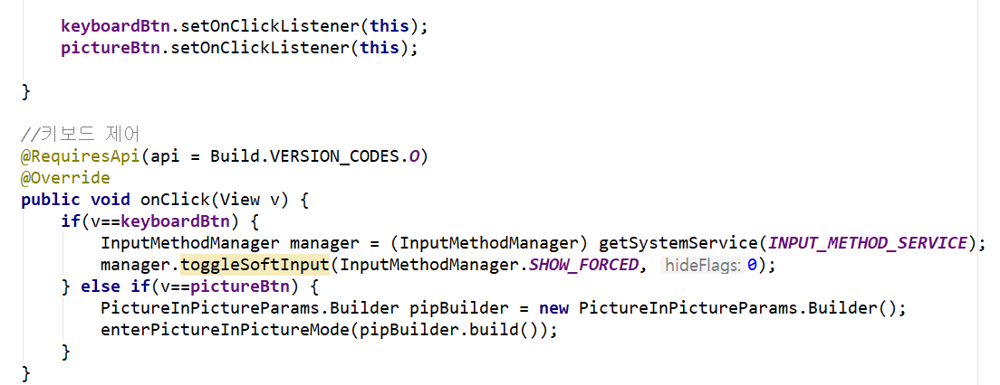 keyboardBtn.setOnClickListener(this);
pictureBtn.setOnClickListener(this);
}
//키보드 제어
@RequiresApi(api = Build.VERSION_CODES.O)
@Override
public void onClick(View v) {
if(v==keyboardBtn) {
InputMethodManager manager = (InputMethodManager) getSystemService(INPUT_METHOD_SERVICE);
manager.toggleSoftInput(InputMethodManager.SHOW_FORCED, hideFlags: 0);
} else if(v==pictureBtn) {
PictureInPictureParams.Builder pipBuilder = new PictureInPictureParams.Builder();
enterPictureInPictureMode(pipBuilder.build());
}
}